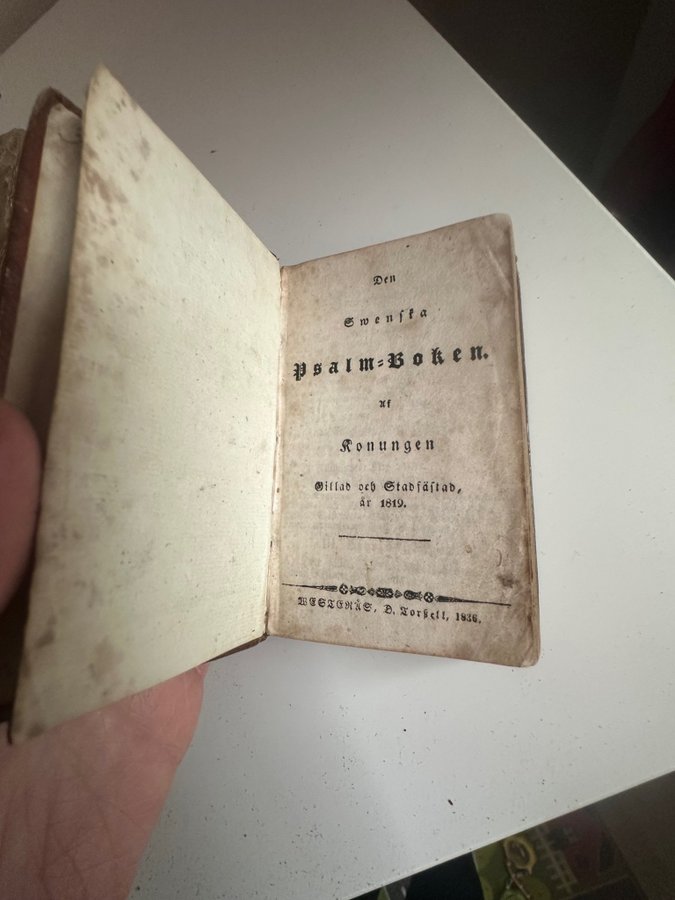 Den
Swenska
Psalm-Boken.
Af
Konungen
Gillad och Stadfästad,
år 1819.
WESTERÅS, D. Torßell, 1836.